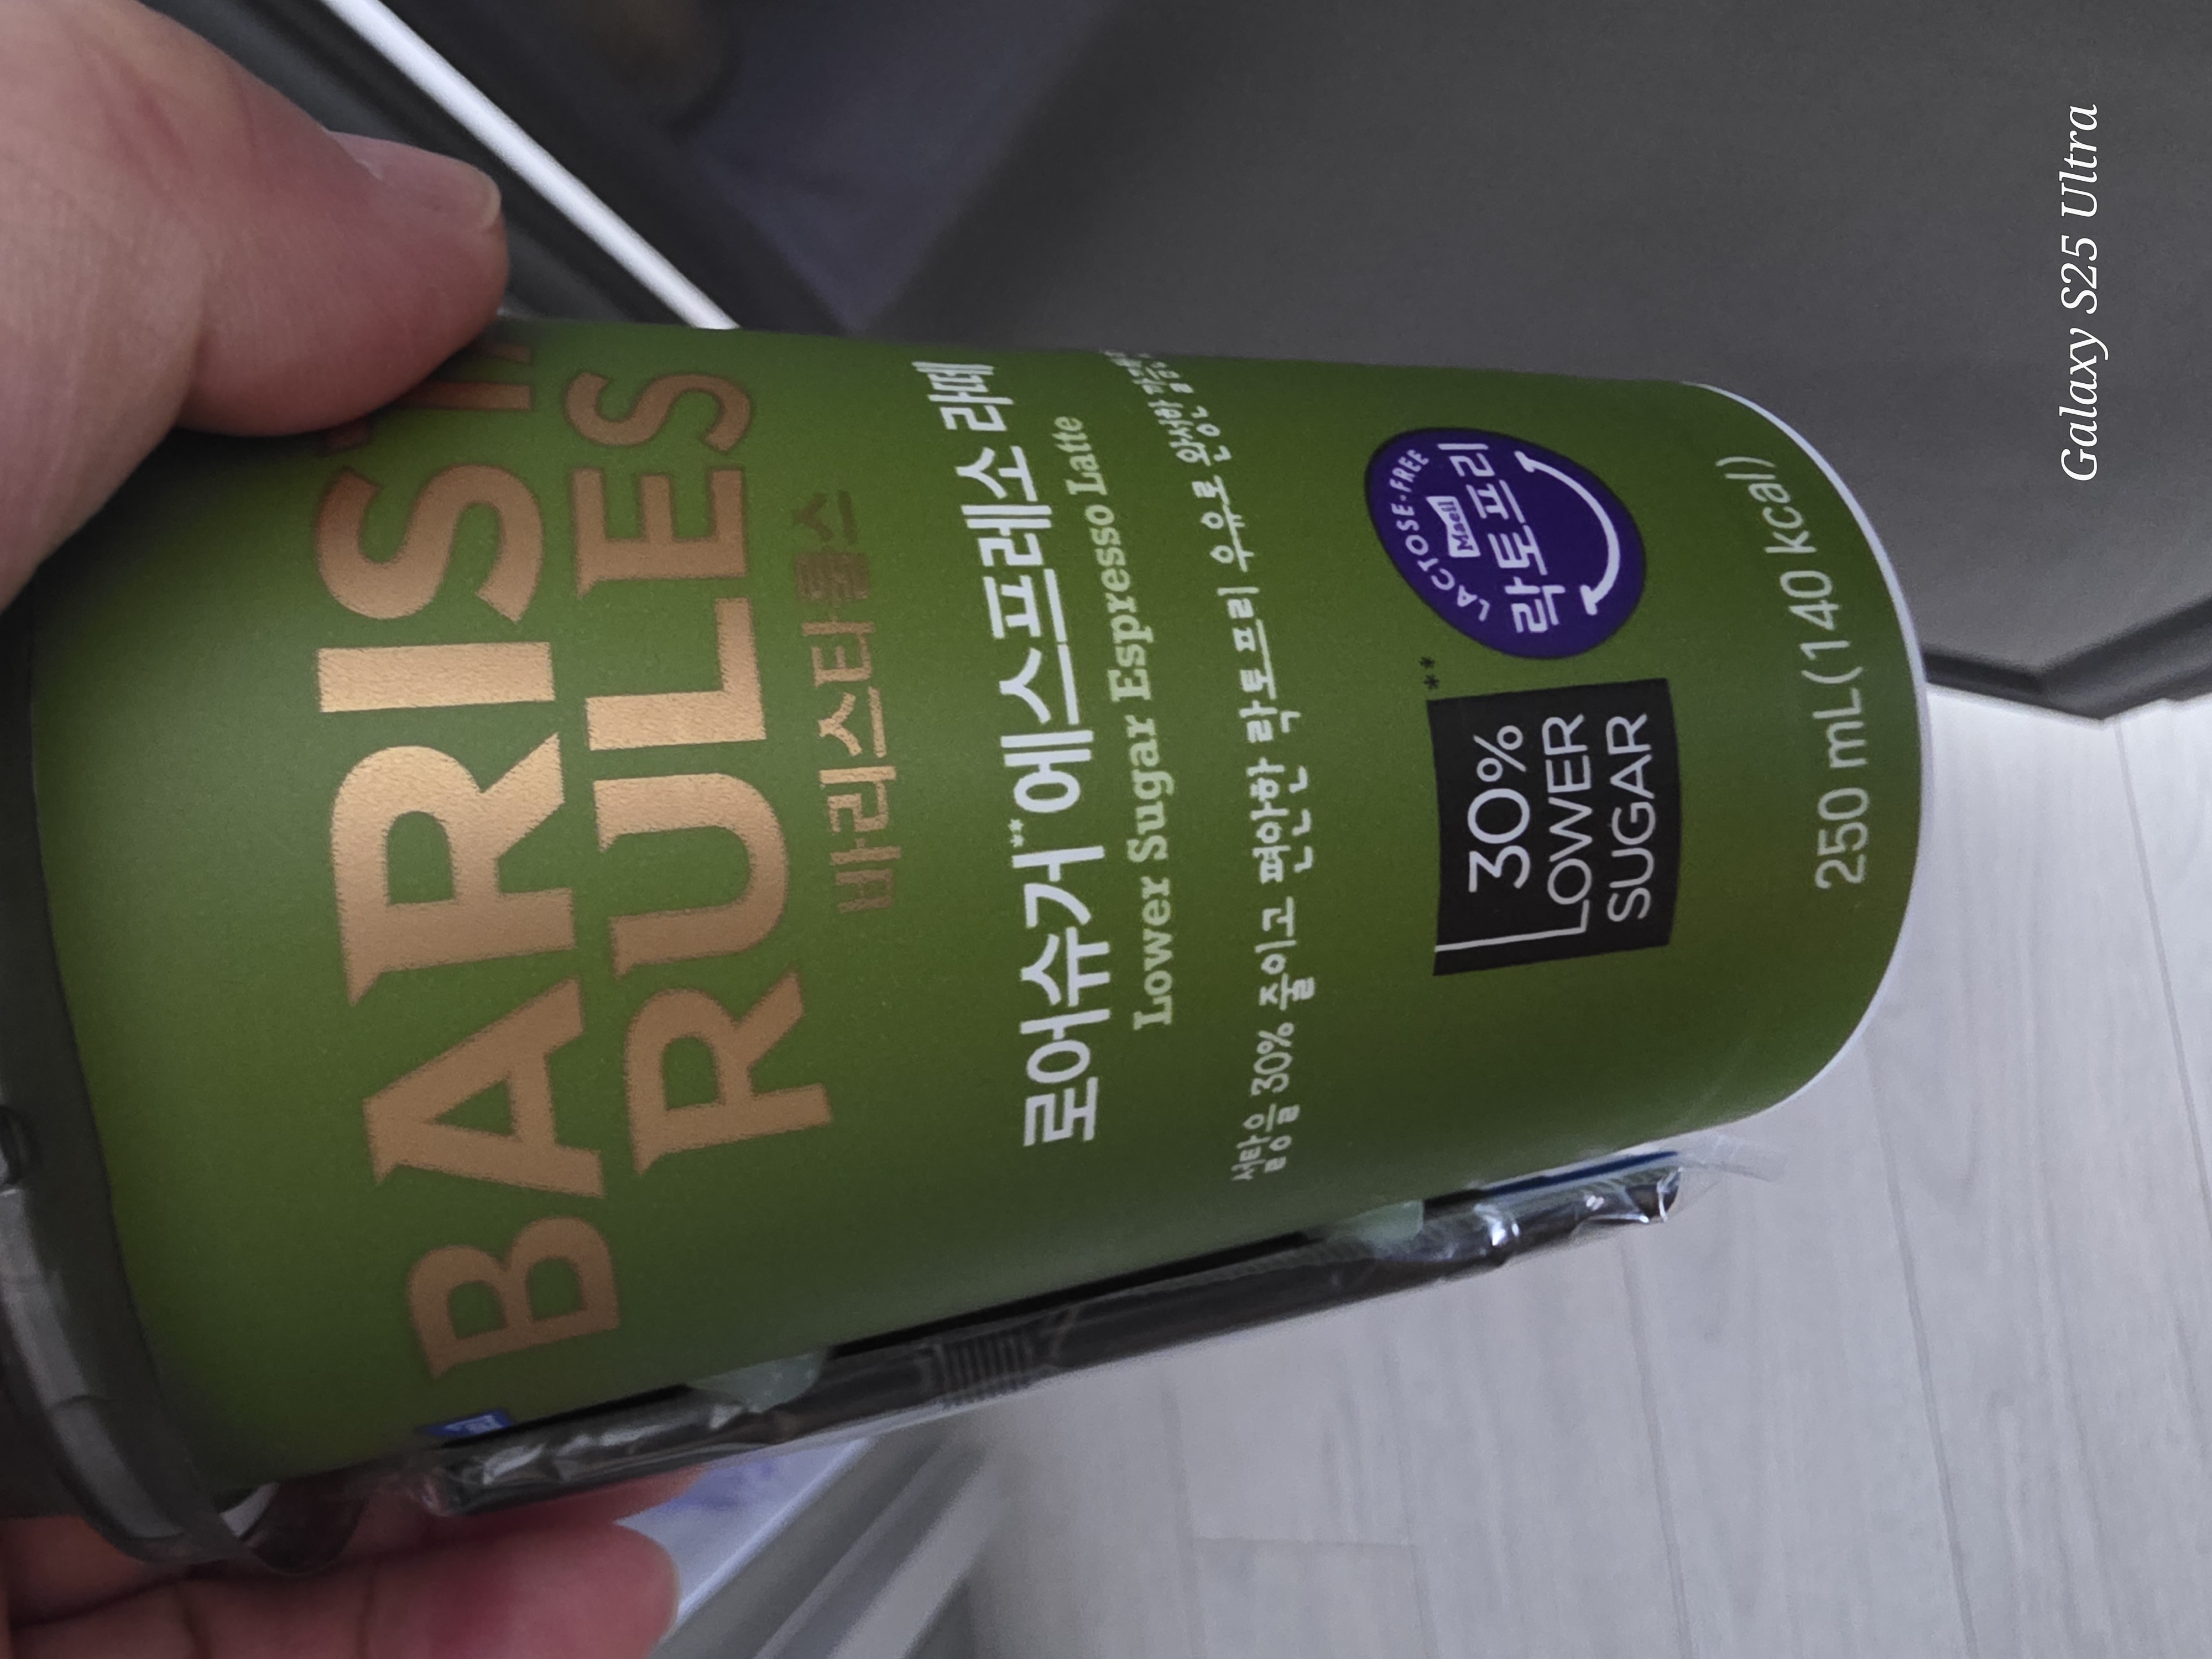 BARISTA
RULES
바리스타룰스
로어슈거** 에스프레소 라떼
Lower Sugar Espresso Latte
설탕을 30% 줄이고 편안한 락토프리 우유로 완성한
30%
LOWER
SUGAR
**
LACTOSE-FREE
Maeil
락토프리
250 mL(140 kcal)
Galaxy S25 Ultra